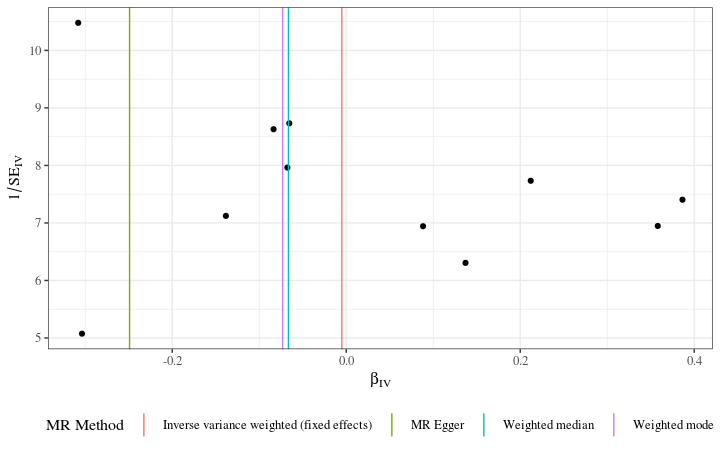 10
9
8
7
6
5
1/SE_IV
-0.2 0.0 0.2 0.4
β_IV
MR Method Inverse variance weighted (fixed effects) MR Egger Weighted median Weighted mode